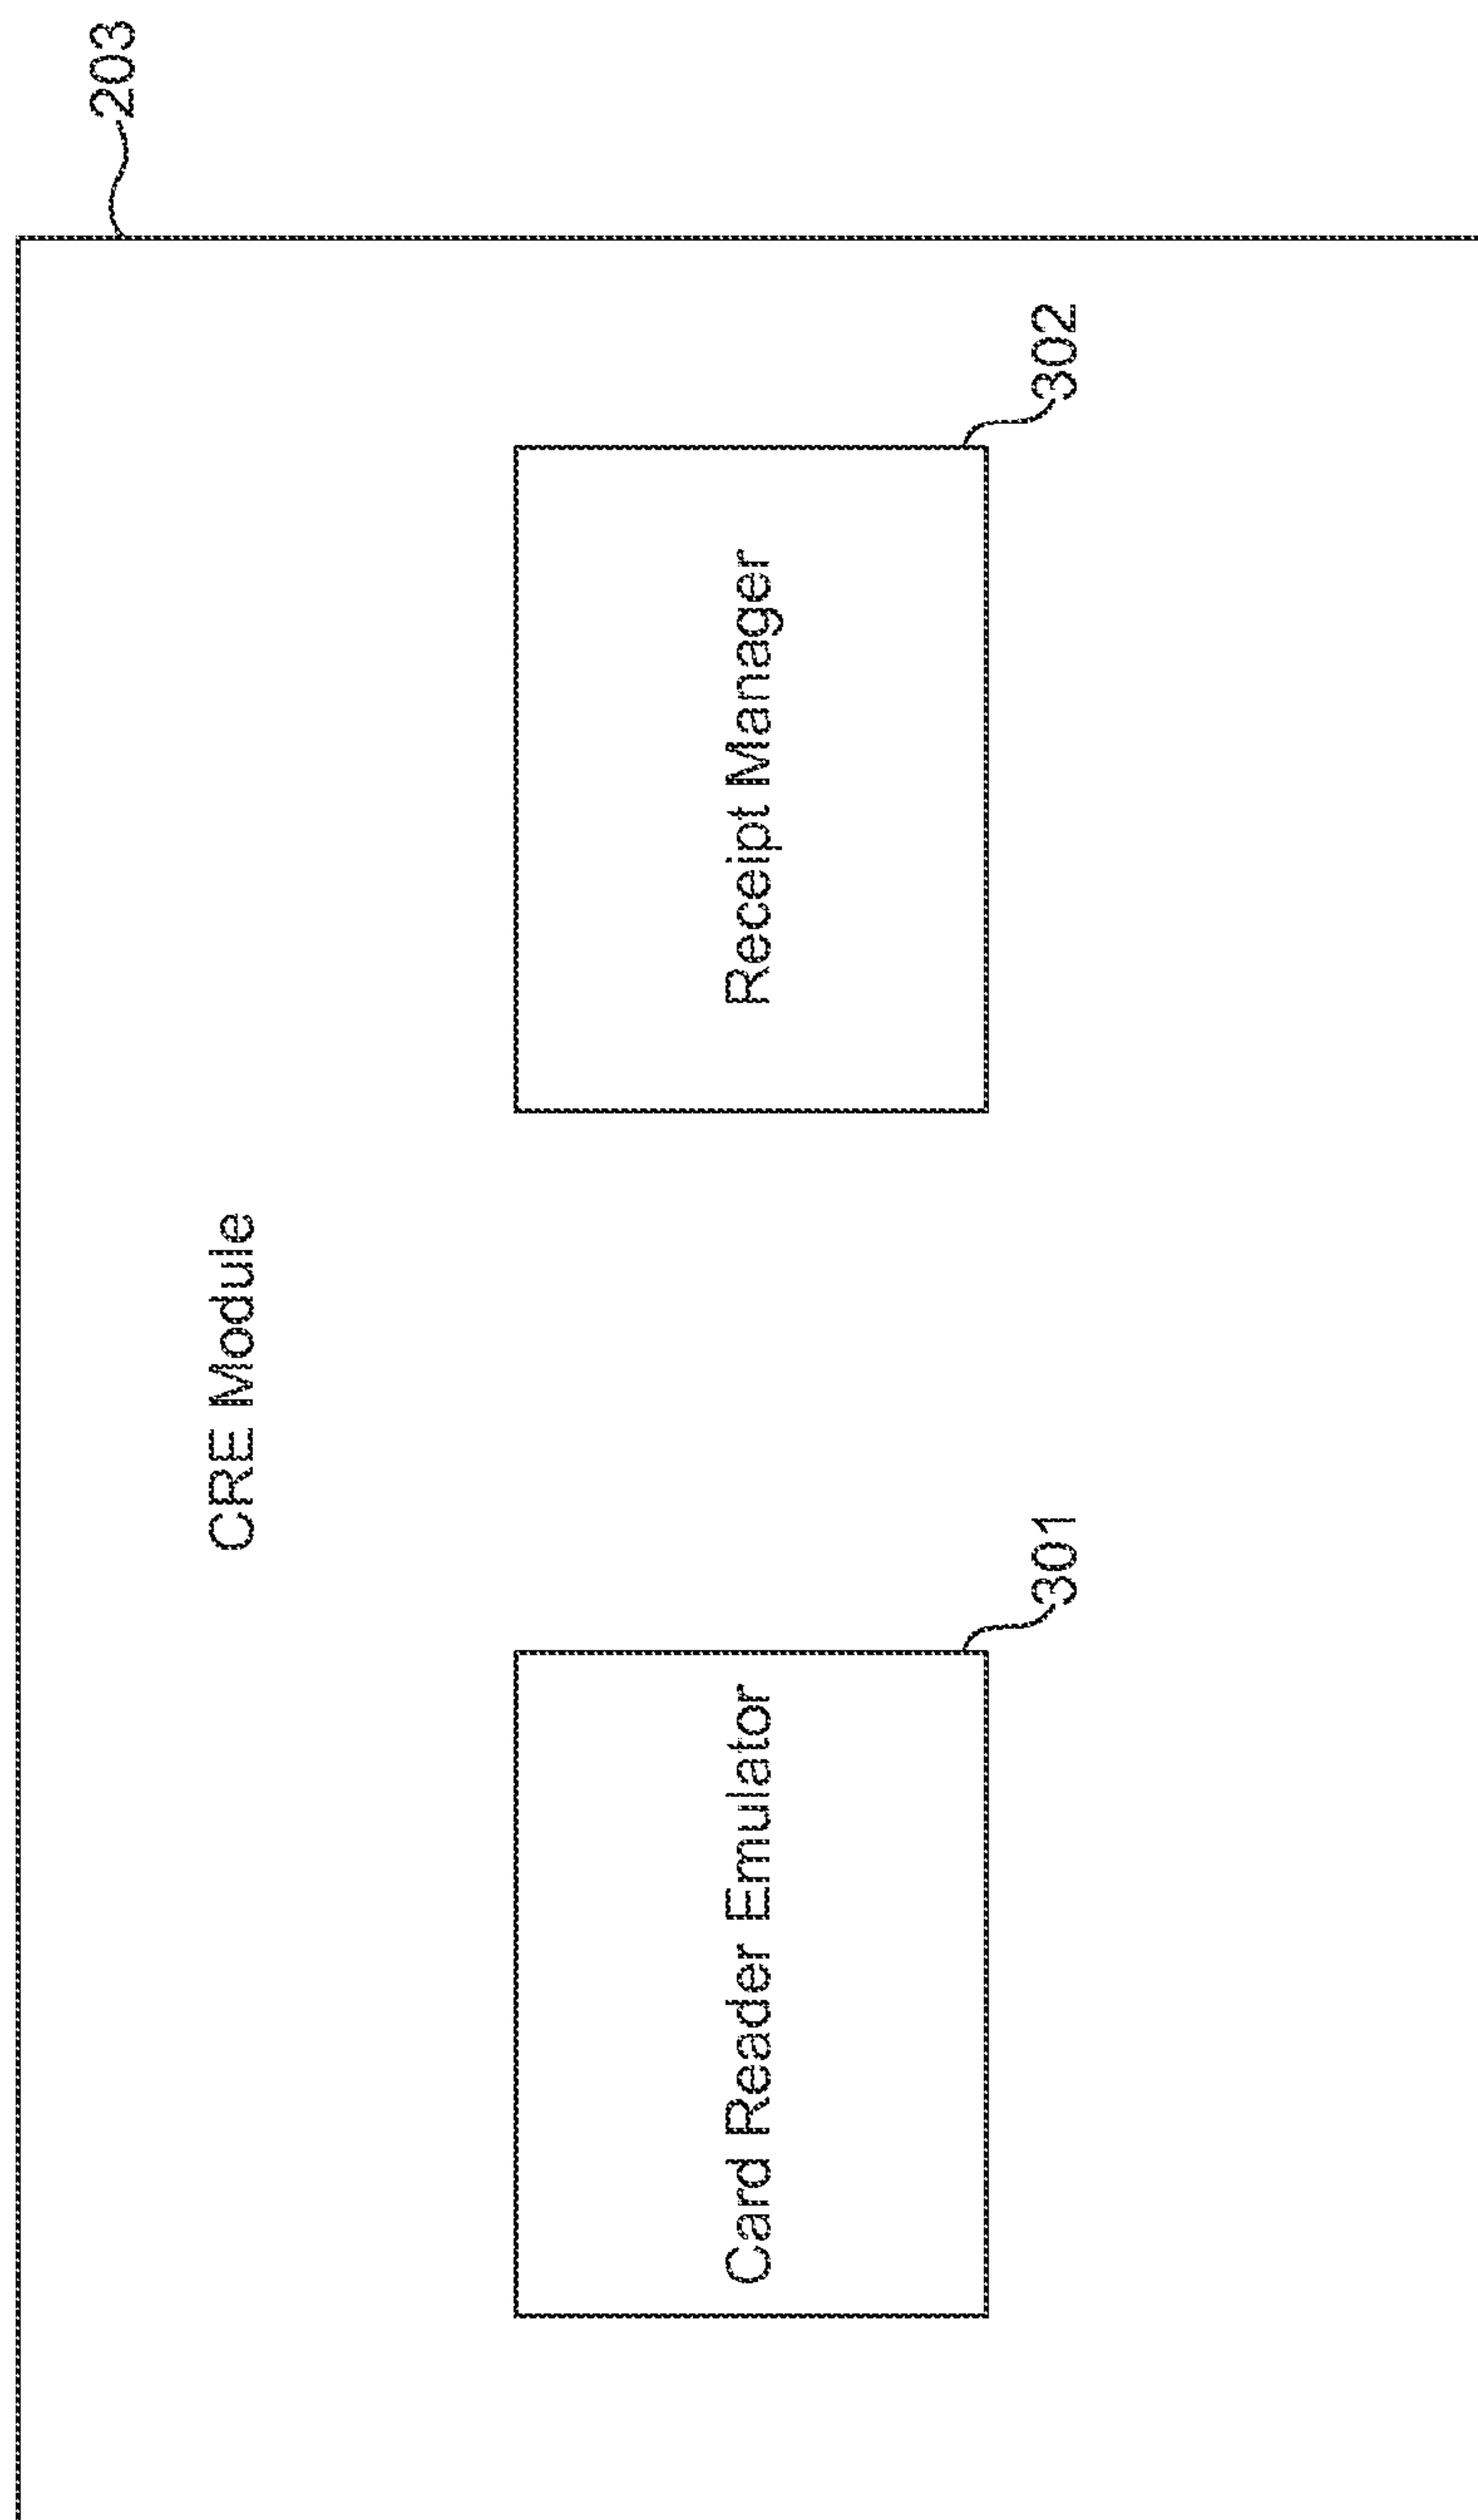 203
CRE Module
Card Reader Emulator
Receipt Manager
301
302